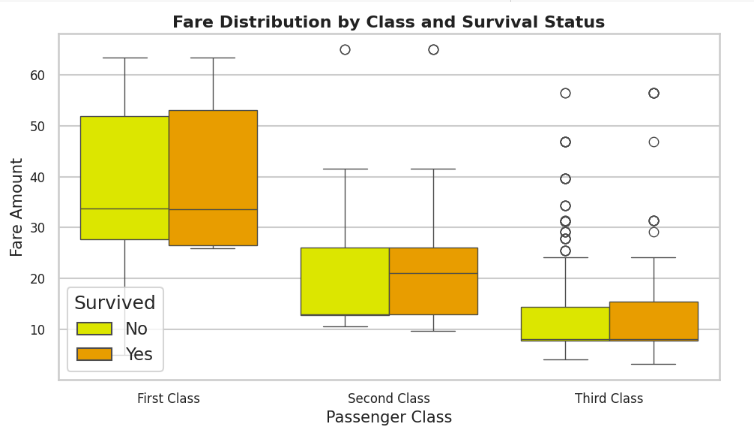 Fare Distribution by Class and Survival Status
Fare Amount
60
50
40
30
20
10
Survived
No
Yes
First Class Second Class Third Class
Passenger Class